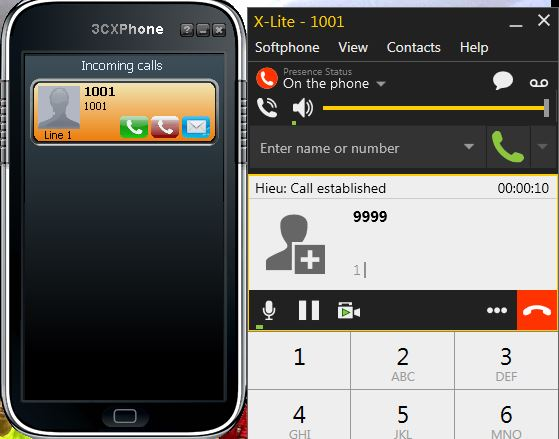 3CXPhone
Incoming calls
1001
1001
Line 1
X-Lite - 1001
Softphone View Contacts Help
Presence Status
On the phone
Enter name or number
Hieu: Call established 00:00:10
9999
1
1 2 3
ABC DEF
4 5 6
GHI JKL MNO